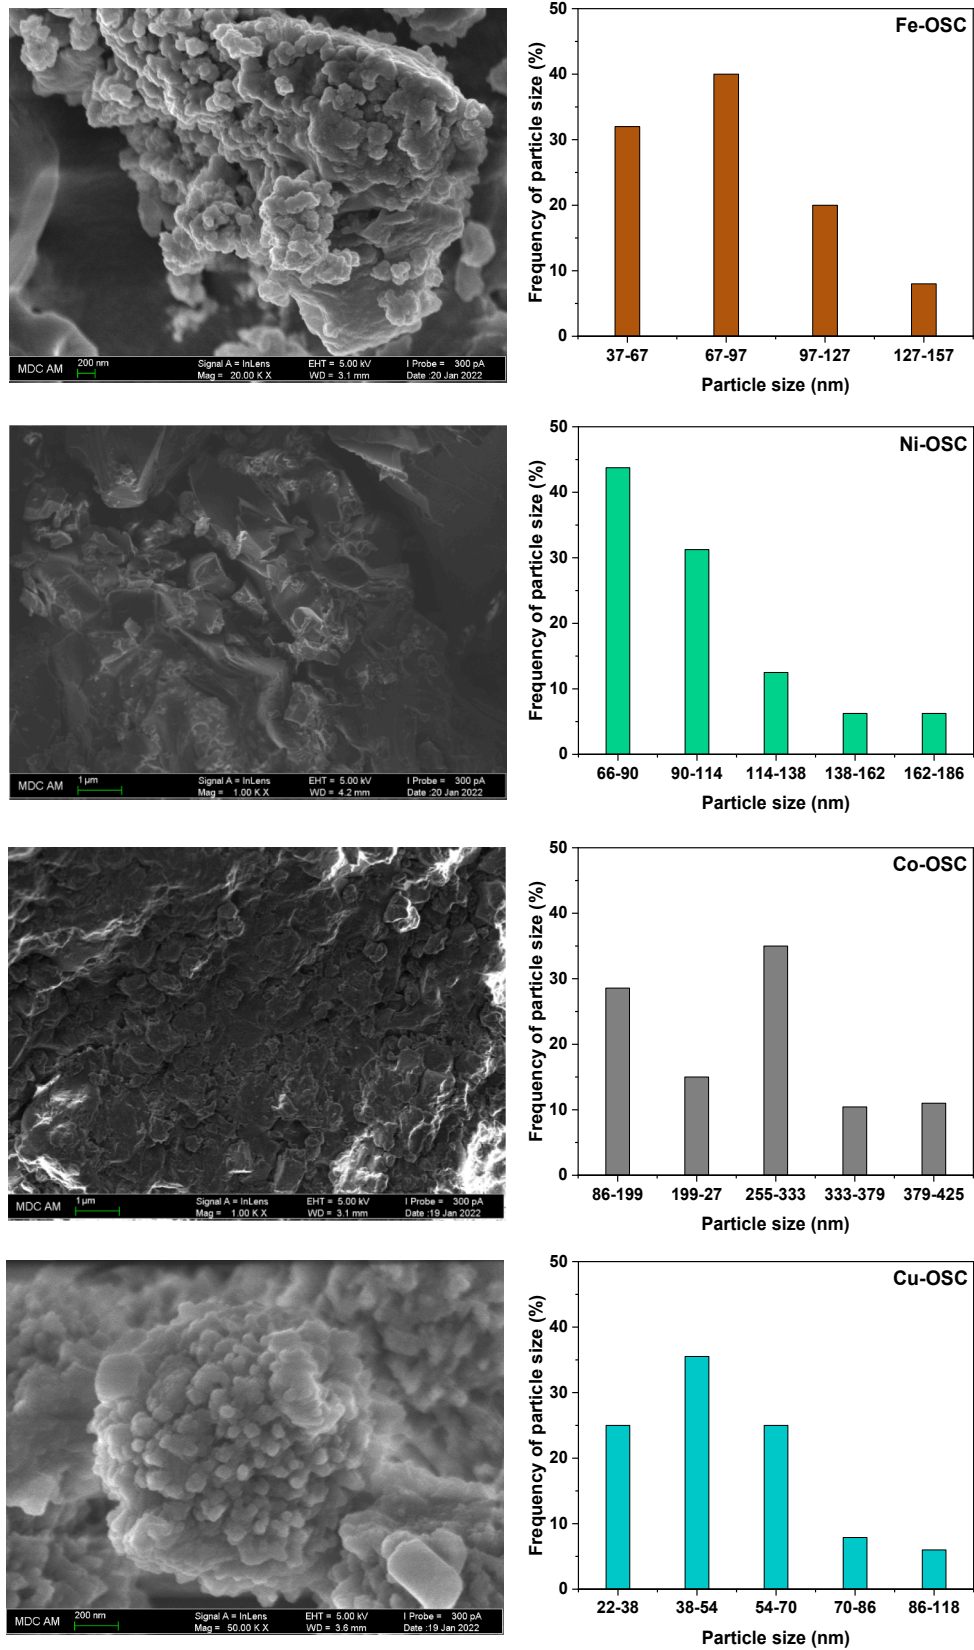 MDC AM
200 nm
Signal A = InLens
EHT = 5.00 kV
I Probe = 300 pA
Mag = 20.00 K X
WD = 3.1 mm
Date :20 Jan 2022
Fe-OSC
Frequency of particle size (%)
50
40
30
20
10
0
37-67 67-97 97-127 127-157
Particle size (nm)
MDC AM
1 µm
Signal A = InLens
EHT = 5.00 kV
I Probe = 300 pA
Mag = 1.00 K X
WD = 4.2 mm
Date :20 Jan 2022
Ni-OSC
Frequency of particle size (%)
50
40
30
20
10
0
66-90 90-114 114-138 138-162 162-186
Particle size (nm)
MDC AM
1µm
Signal A = InLens
EHT = 5.00 kV
I Probe = 300 pA
Mag = 1.00 K X
WD = 3.1 mm
Date :19 Jan 2022
Co-OSC
Frequency of particle size (%)
50
40
30
20
10
0
86-199 199-27 255-333 333-379 379-425
Particle size (nm)
MDC AM
200 nm
Signal A = InLens
EHT = 5.00 kV
I Probe = 300 pA
Mag = 50.00 K X
WD = 3.6 mm
Date :19 Jan 2022
Cu-OSC
Frequency of particle size (%)
50
40
30
20
10
0
22-38 38-54 54-70 70-86 86-118
Particle size (nm)